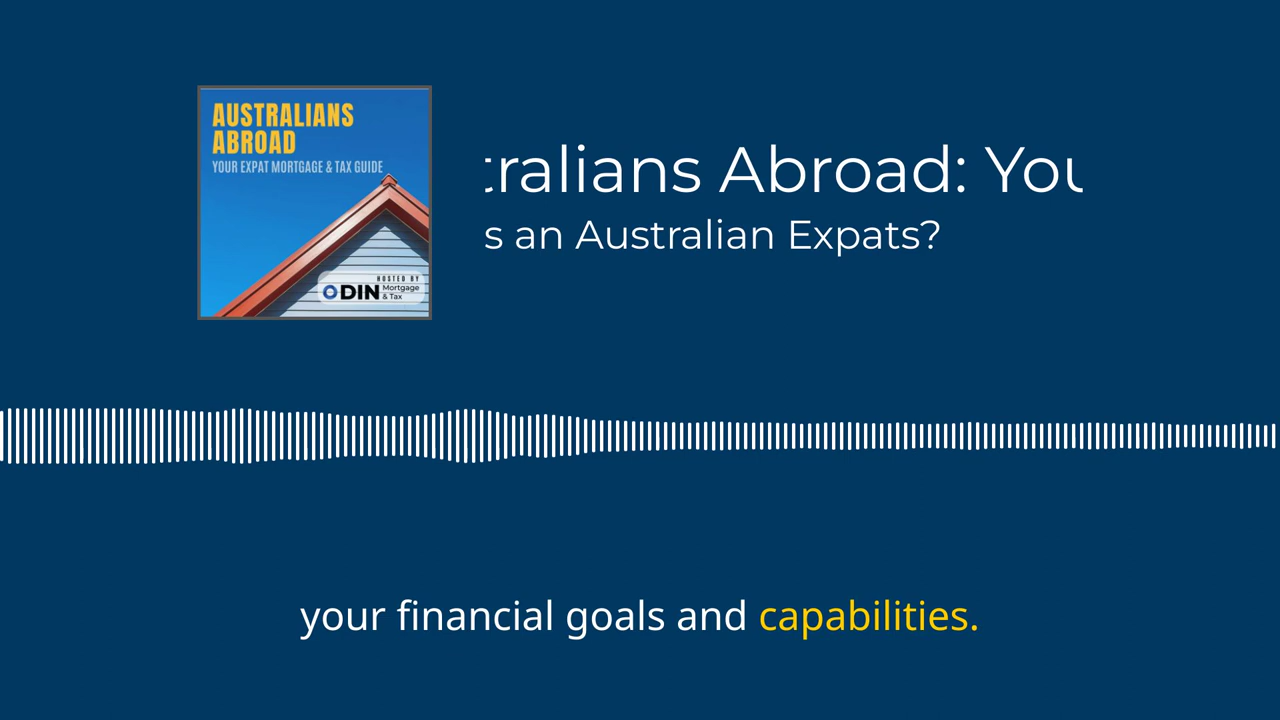 AUSTRALIANS
ABROAD
YOUR EXPAT MORTGAGE & TAX GUIDE
HOSTED BY
ODIN Mortgage
& Tax
tralians Abroad: You
s an Australian Expats?
your financial goals and capabilities.